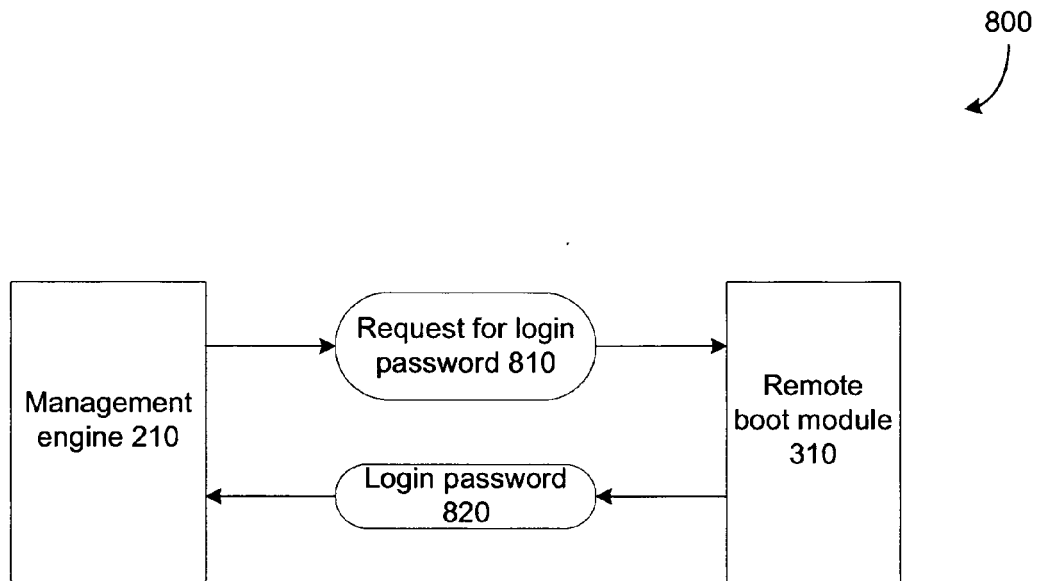 800
Request for login
password 810
Management
engine 210
Remote
boot module
310
Login password
820